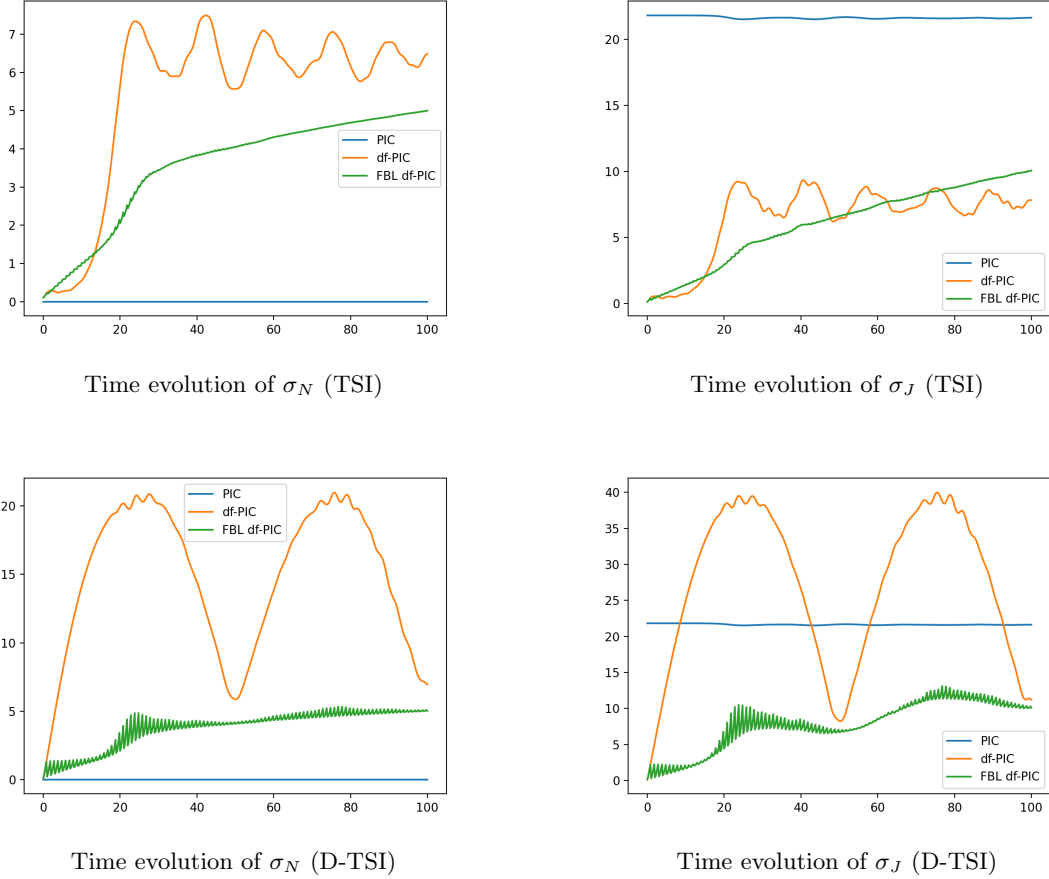 7
6
5
4
3
2
1
0
PIC
df-PIC
FBL df-PIC
0 20 40 60 80 100
Time evolution of σ_N (TSI)
20
15
10
5
0
PIC
df-PIC
FBL df-PIC
0 20 40 60 80 100
Time evolution of σ_J (TSI)
20
15
10
5
0
PIC
df-PIC
FBL df-PIC
0 20 40 60 80 100
Time evolution of σ_N (D-TSI)
40
35
30
25
20
15
10
5
0
PIC
df-PIC
FBL df-PIC
0 20 40 60 80 100
Time evolution of σ_J (D-TSI)